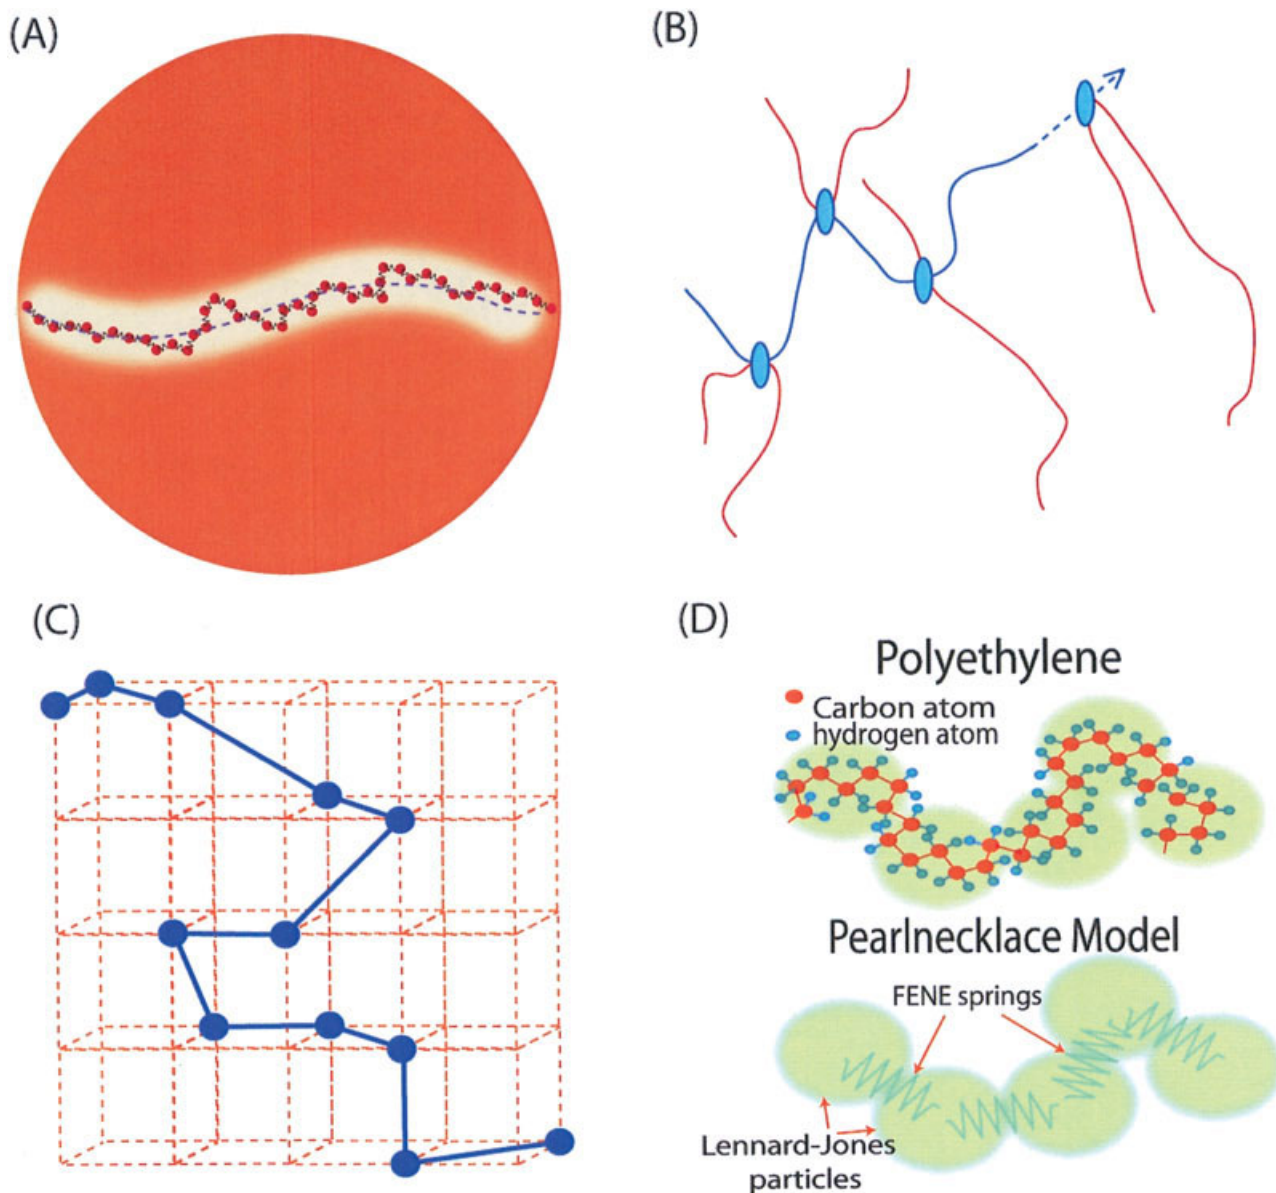 (A)
(B)
(C)
(D)
Polyethylene
Carbon atom
hydrogen atom
Pearlnecklace Model
FENE springs
Lennard-Jones
particles